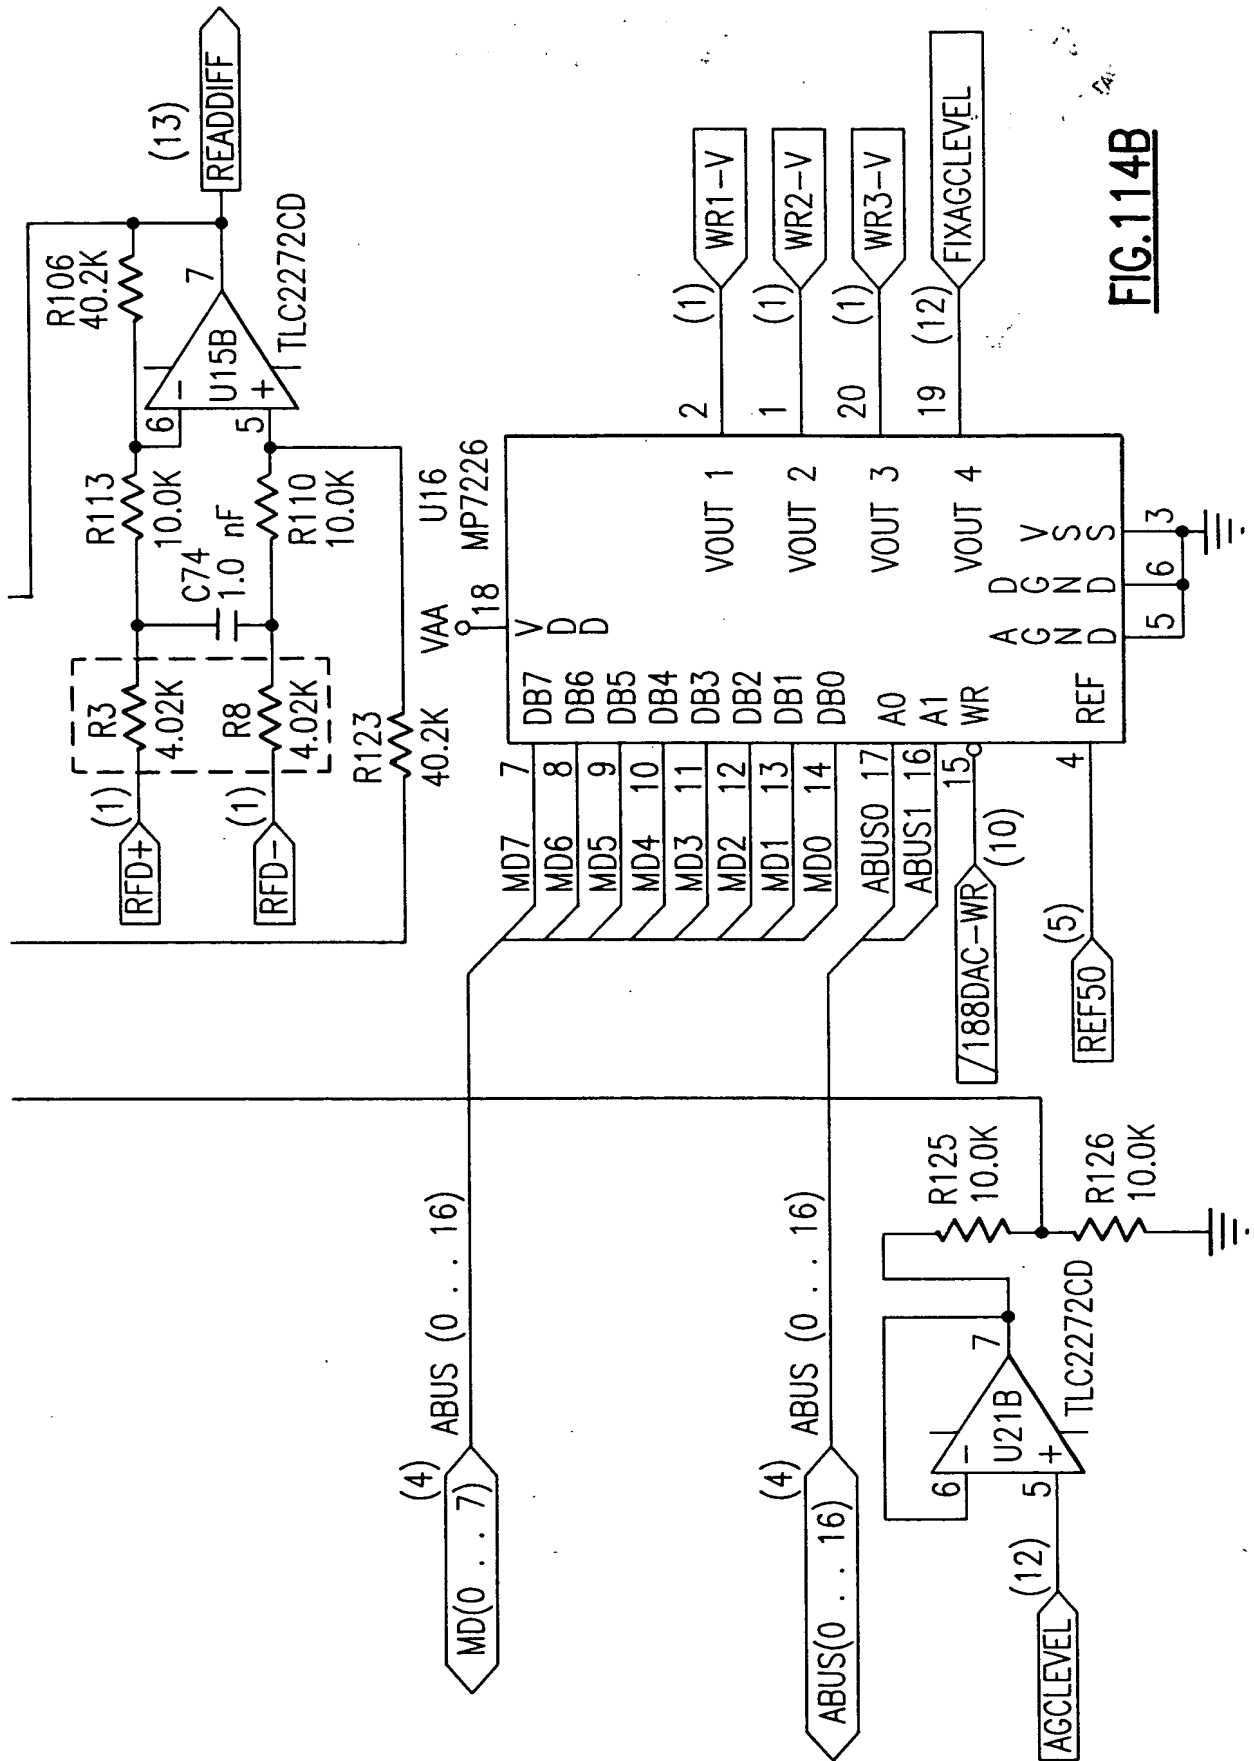 (13)
READDIFF
R106
40.2K
7
U15B
TLC2272CD
6
-
5
+
R113
10.0K
C74
1.0 nF
R110
10.0K
R3
4.02K
R8
4.02K
(1)
RFD+
(1)
RFD-
R123
40.2K
U16
MP7226
VAA
18
VDD
MD7 7 DB7
MD6 8 DB6
MD5 9 DB5
MD4 10 DB4
MD3 11 DB3
MD2 12 DB2
MD1 13 DB1
MD0 14 DB0
ABUS0 17 A0
ABUS1 16 A1
15 WR
/188DAC-WR
(10)
4 REF
REF50
(5)
VOUT 1 2 (1) WR1-V
VOUT 2 1 (1) WR2-V
VOUT 3 20 (1) WR3-V
VOUT 4 19 (12) FIXAGCLEVEL
AGND DGND VSS
5 6 3
MD(0 . . 7)
(4)
ABUS (0 . . 16)
ABUS(0 . . 16)
(4)
ABUS (0 . . 16)
AGCLEVEL
(12)
6
-
5
+
U21B
7
TLC2272CD
R125
10.0K
R126
10.0K
FIG.114B